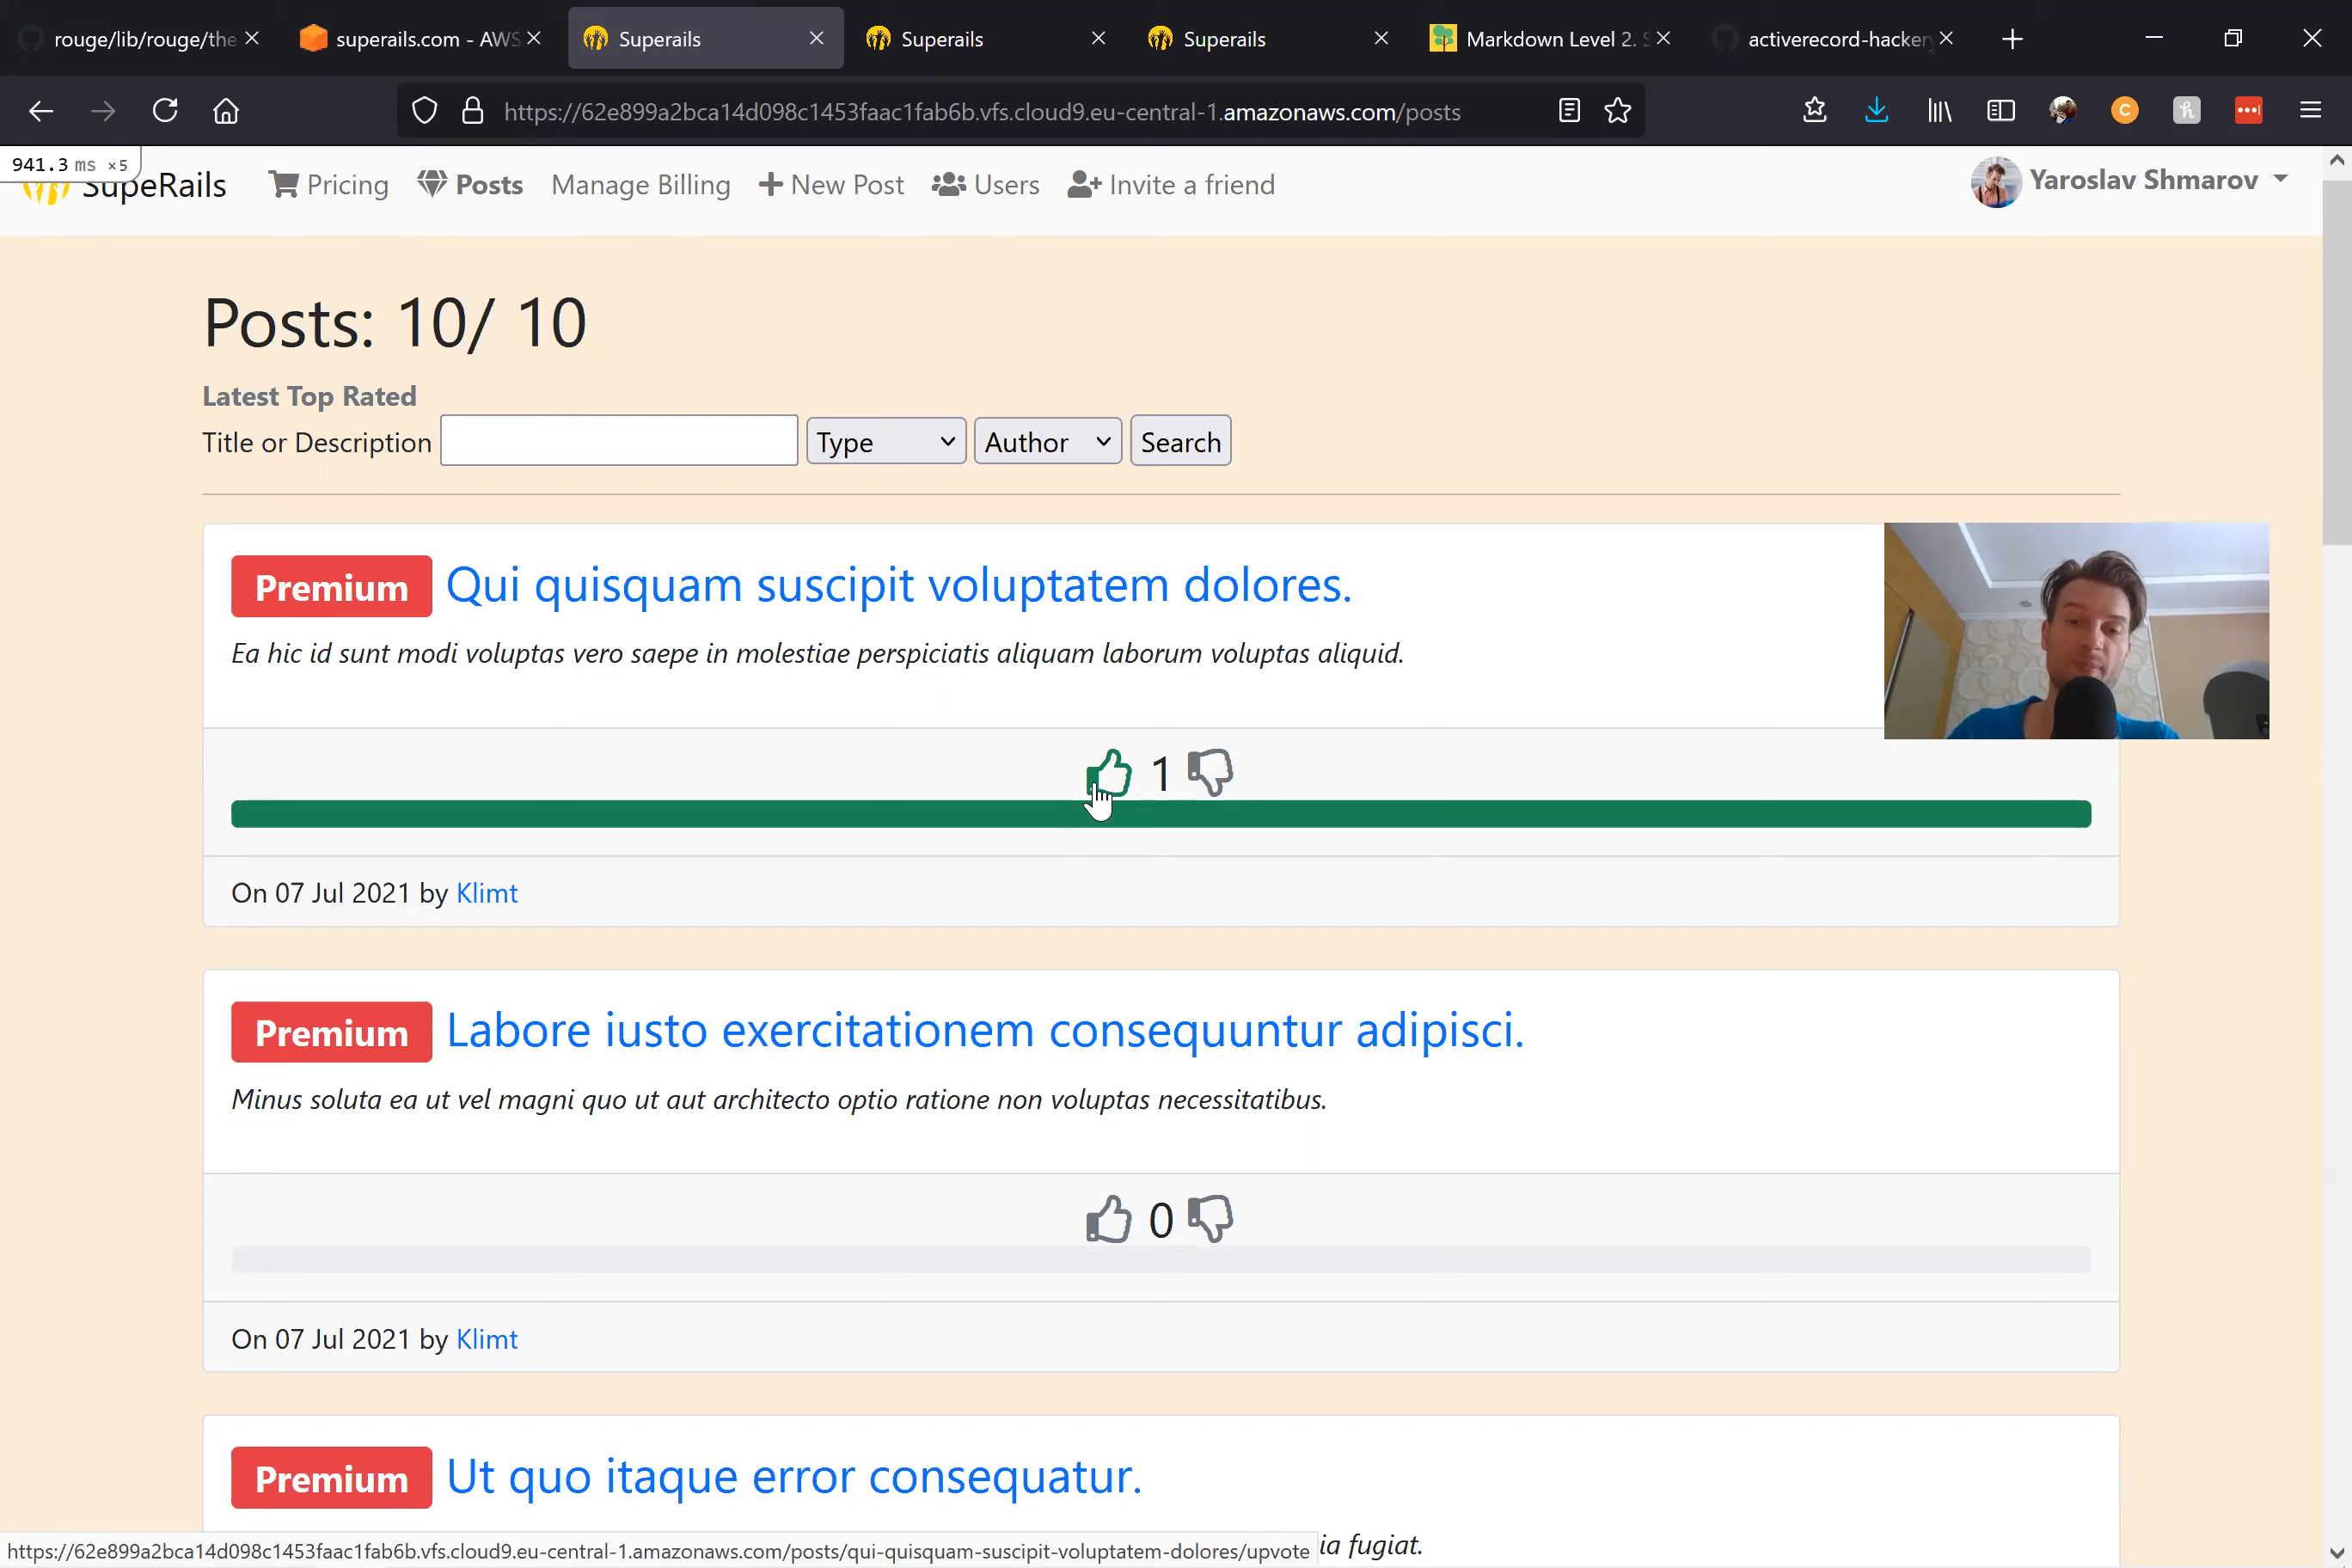 rouge/lib/rouge/the
superails.com - AWS
Superails
Superails
Superails
Markdown Level 2. S
activerecord-hackery
https://62e899a2bca14d098c1453faac1fab6b.vfs.cloud9.eu-central-1.amazonaws.com/posts
941.3 ms ×5
SupeRails
Pricing
Posts
Manage Billing
New Post
Users
Invite a friend
Yaroslav Shmarov
Posts: 10/ 10
Latest Top Rated
Title or Description
Type
Author
Search
Premium Qui quisquam suscipit voluptatem dolores.
Ea hic id sunt modi voluptas vero saepe in molestiae perspiciatis aliquam laborum voluptas aliquid.
1
On 07 Jul 2021 by Klimt
Premium Labore iusto exercitationem consequuntur adipisci.
Minus soluta ea ut vel magni quo ut aut architecto optio ratione non voluptas necessitatibus.
0
On 07 Jul 2021 by Klimt
Premium Ut quo itaque error consequatur.
ia fugiat.
https://62e899a2bca14d098c1453faac1fab6b.vfs.cloud9.eu-central-1.amazonaws.com/posts/qui-quisquam-suscipit-voluptatem-dolores/upvote